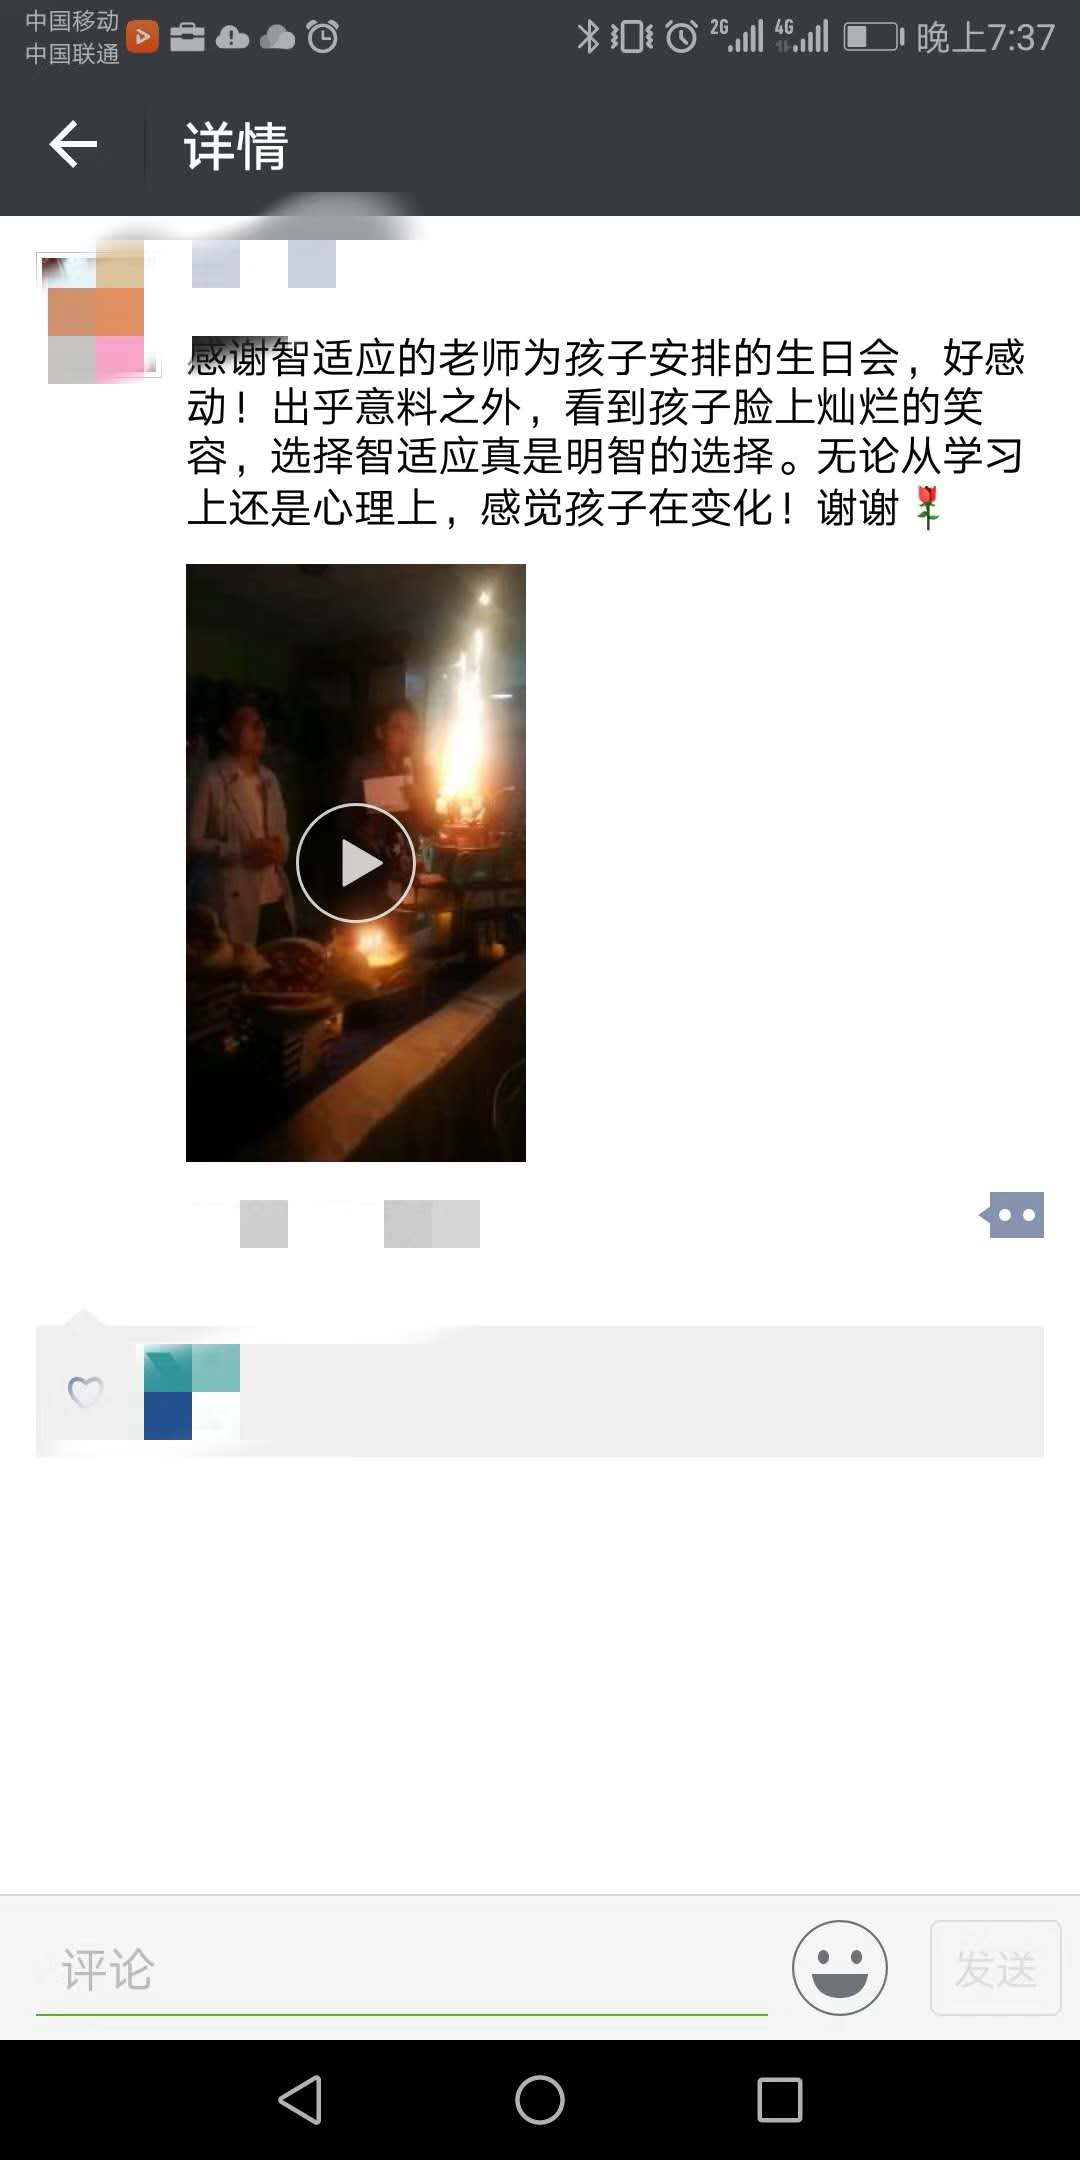 中国移动
中国联通
2G
4G
晚上7:37
详情
感谢智适应的老师为孩子安排的生日会，好感
动！出乎意料之外，看到孩子脸上灿烂的笑
容，选择智适应真是明智的选择。无论从学习
上还是心理上，感觉孩子在变化！谢谢🌹
评论
发送